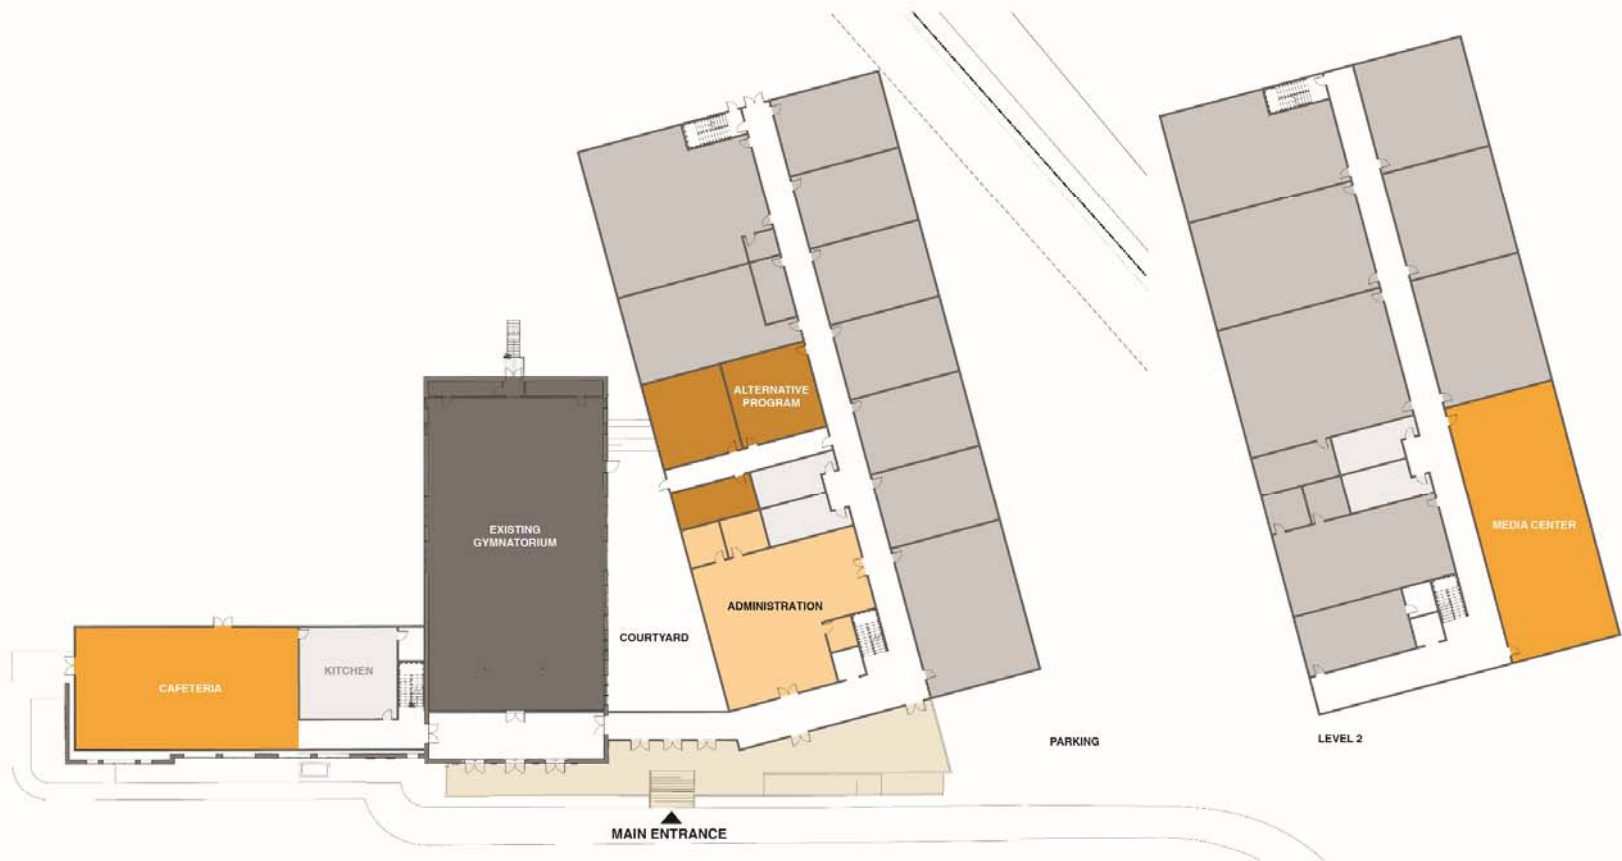 ALTERNATIVE
PROGRAM
EXISTING
GYMNATORIUM
MEDIA CENTER
ADMINISTRATION
COURTYARD
KITCHEN
CAFETERIA
PARKING
LEVEL 2
MAIN ENTRANCE